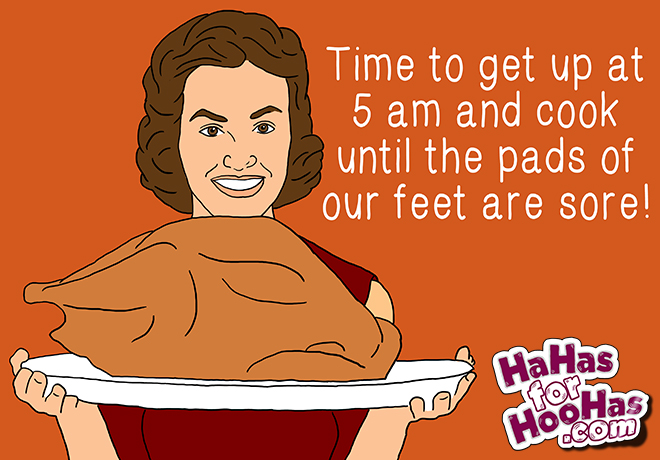 Time to get up at
5 am and cook
until the pads of
our feet are sore!
HaHas
for
HooHas
.com